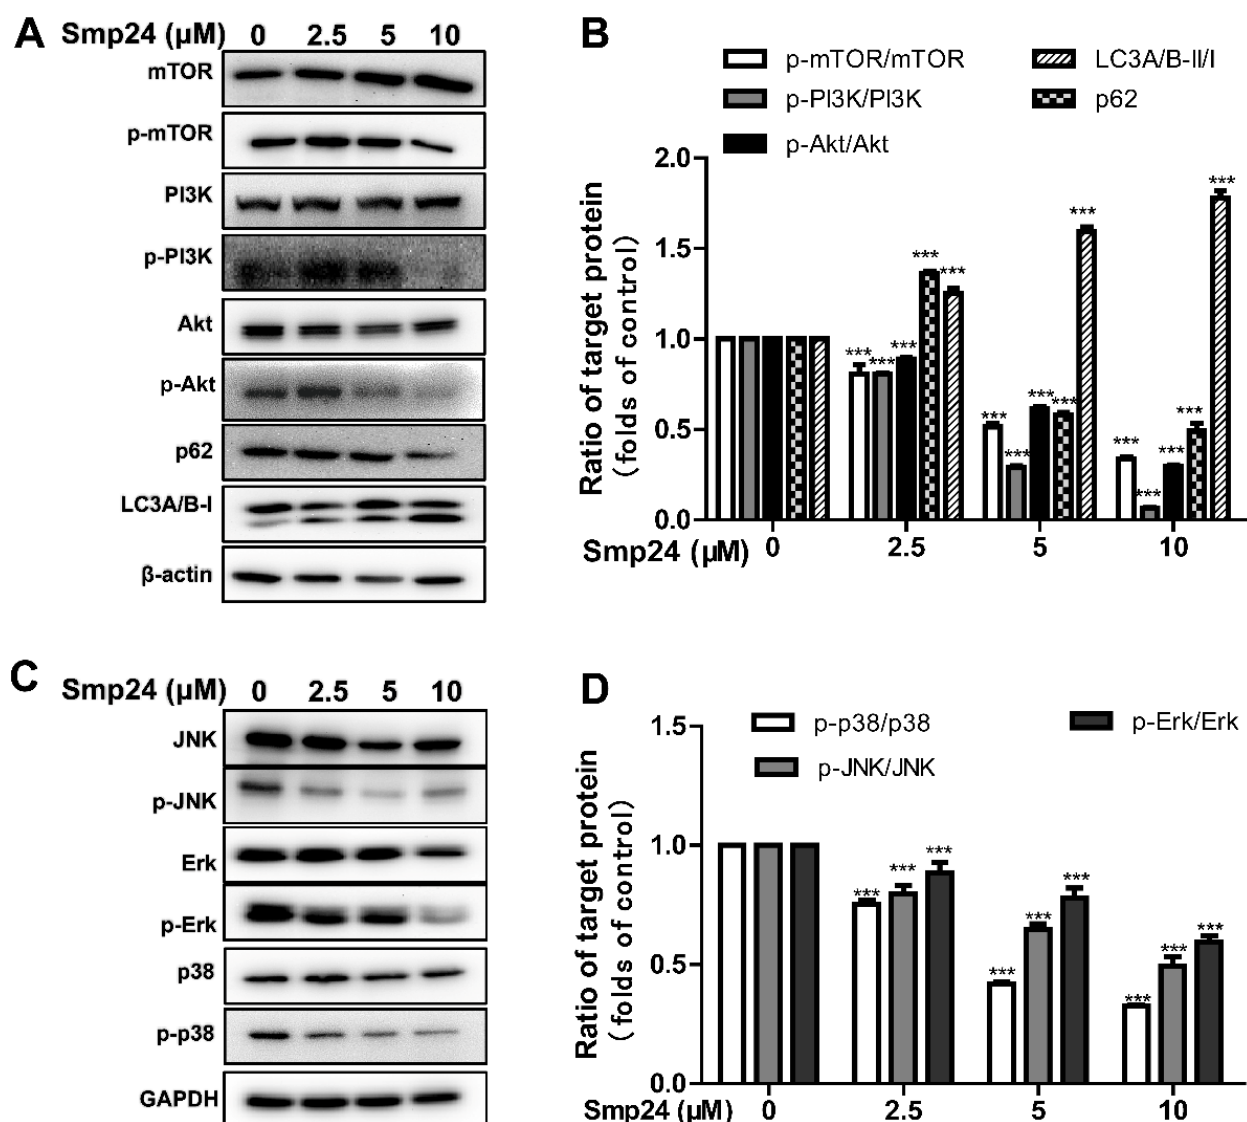 A
Smp24 (µM) 0 2.5 5 10
mTOR
p-mTOR
PI3K
p-PI3K
Akt
p-Akt
p62
LC3A/B-I
β-actin
B
p-mTOR/mTOR
LC3A/B-II/I
p-PI3K/PI3K
p62
p-Akt/Akt
Ratio of target protein
(folds of control)
2.0
1.5
1.0
0.5
0.0
*** *** *** *** ***
*** *** *** *** ***
*** *** *** *** ***
Smp24 (µM) 0 2.5 5 10
C
Smp24 (µM) 0 2.5 5 10
JNK
p-JNK
Erk
p-Erk
p38
p-p38
GAPDH
D
p-p38/p38
p-Erk/Erk
p-JNK/JNK
Ratio of target protein
(folds of control)
1.5
1.0
0.5
0.0
*** *** ***
*** *** ***
*** *** ***
Smp24 (µM) 0 2.5 5 10